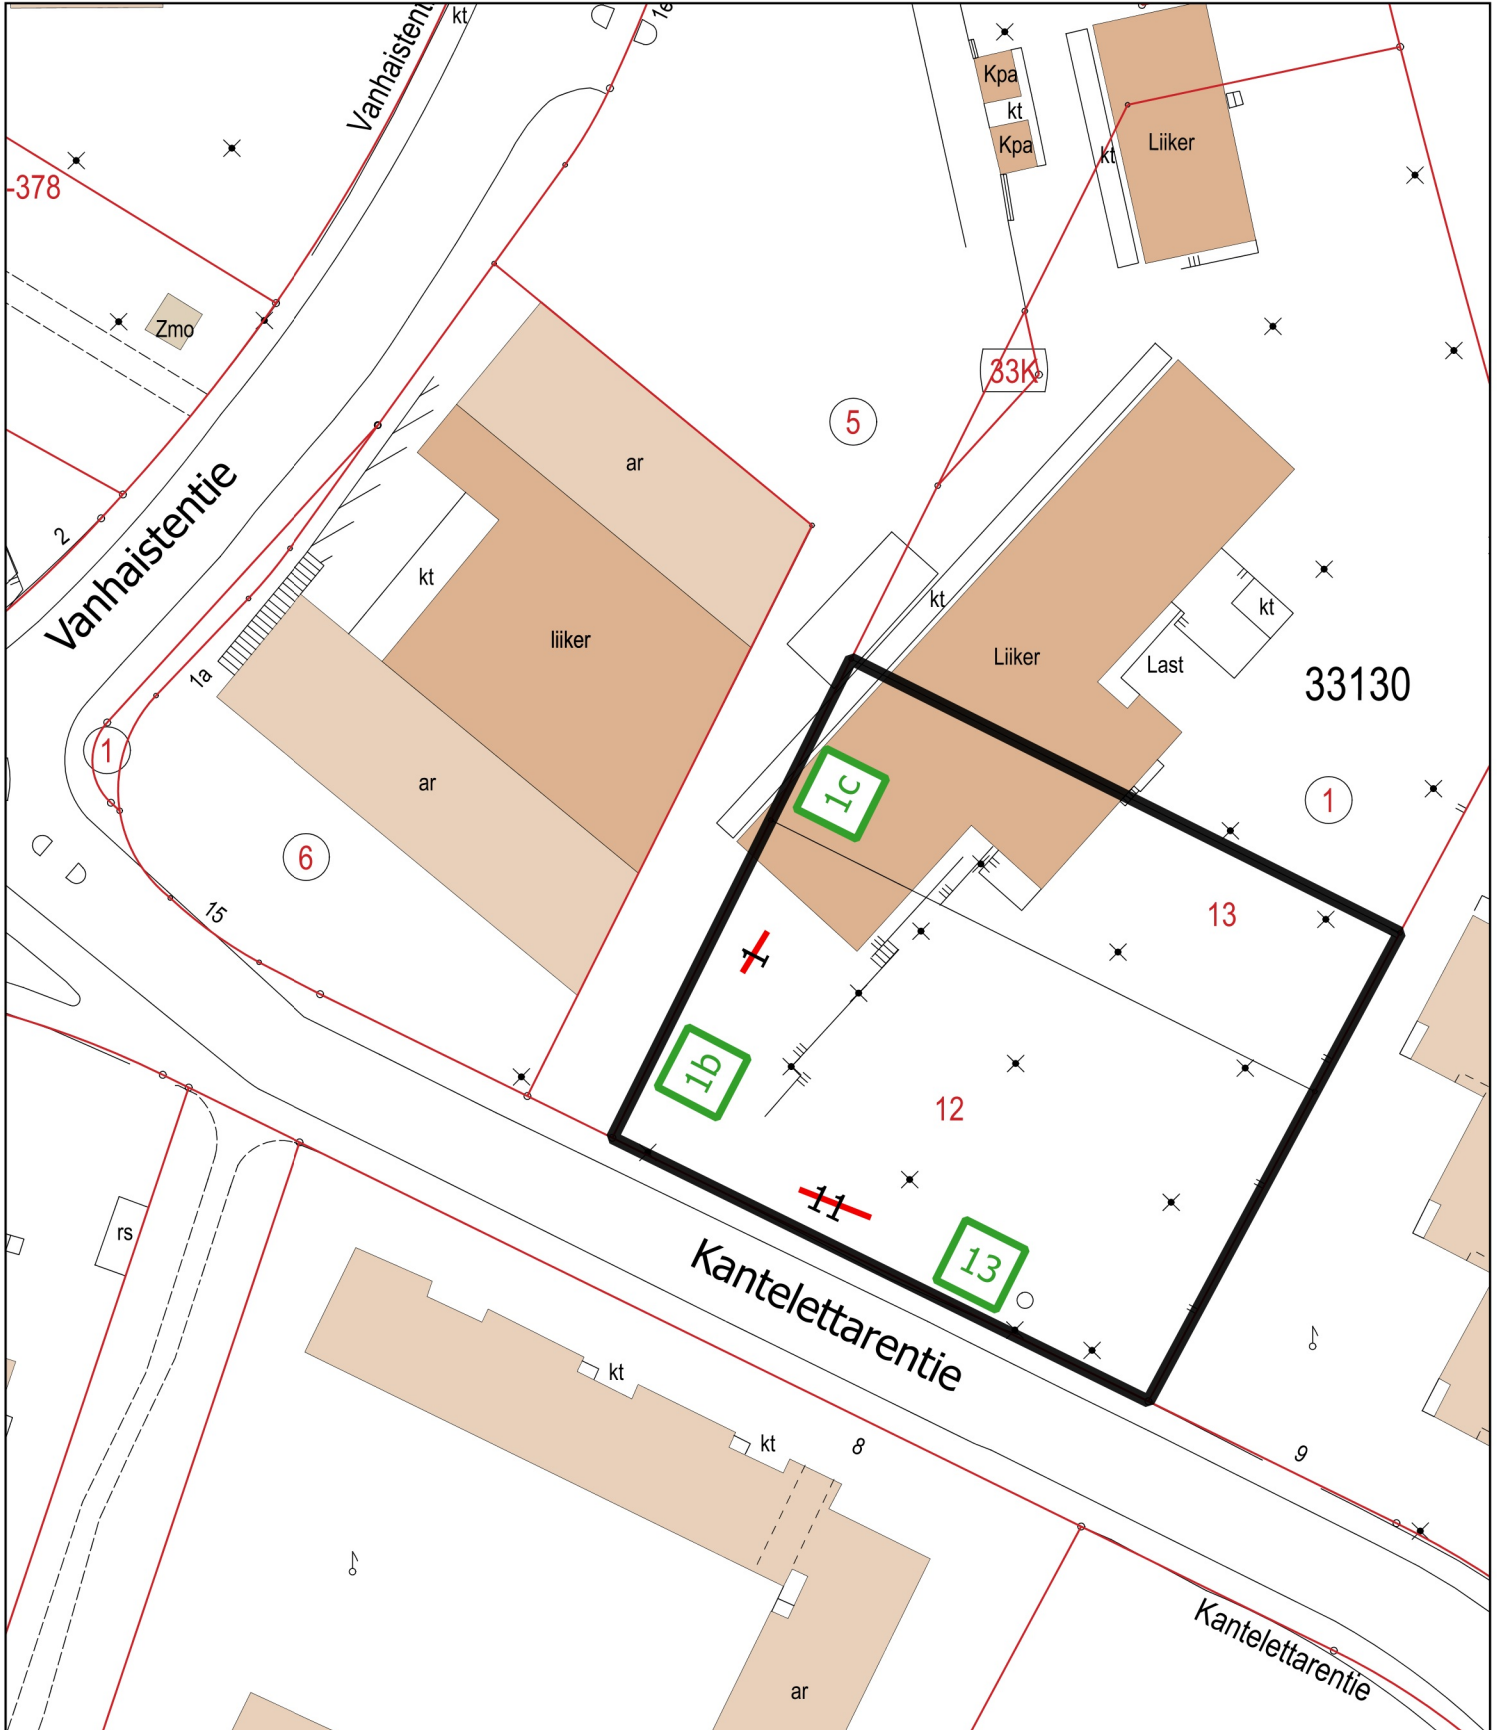 Vanhaistent
kt
1e
Kpa
kt
Kpa
kt
Liiker
-378
Zmo
33K
5
ar
2
Vanhaistentie
kt
liiker
kt
kt
Liiker
Last
33130
1a
1
ar
1c
1
6
15
13
1
1b
12
11
13
rs
Kantelettarentie
kt
kt
8
9
Kantelettarentie
ar